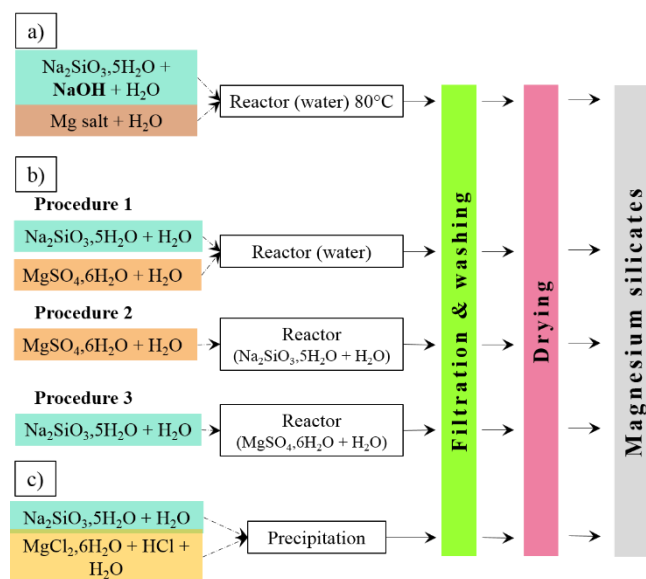 a)
Na₂SiO₃,5H₂O +
NaOH + H₂O
Mg salt + H₂O
Reactor (water) 80°C
b)
Procedure 1
Na₂SiO₃,5H₂O + H₂O
MgSO₄,6H₂O + H₂O
Reactor (water)
Procedure 2
MgSO₄,6H₂O + H₂O
Reactor
(Na₂SiO₃,5H₂O + H₂O)
Procedure 3
Na₂SiO₃,5H₂O + H₂O
Reactor
(MgSO₄,6H₂O + H₂O)
c)
Na₂SiO₃,5H₂O + H₂O
MgCl₂,6H₂O + HCl +
H₂O
Precipitation
Filtration & washing
Drying
Magnesium silicates